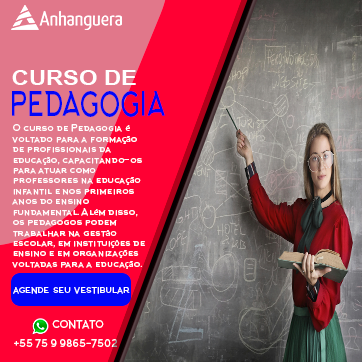 Anhanguera
CURSO DE
PEDAGOGIA
O curso de Pedagogia é
voltado para a formação
de profissionais da
educação, capacitando-os
para atuar como
professores na educação
infantil e nos primeiros
anos do ensino
fundamental. Além disso,
os pedagogos podem
trabalhar na gestão
escolar, em instituições de
ensino e em organizações
voltadas para a educação.
AGENDE SEU VESTIBULAR
CONTATO
+55 75 9 9865-7502